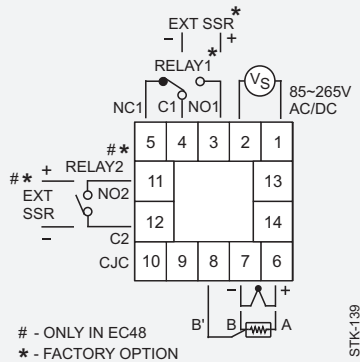 EXT SSR*
− +
RELAY1*
VS
85~265V
AC/DC
NC1 C1 NO1
#*
5 4 3 2 1
RELAY2
#* +
EXT
SSR
−
NO2
11 13
12 14
C2
CJC
10 9 8 7 6
− +
B' B A
# - ONLY IN EC48
* - FACTORY OPTION
STK-139